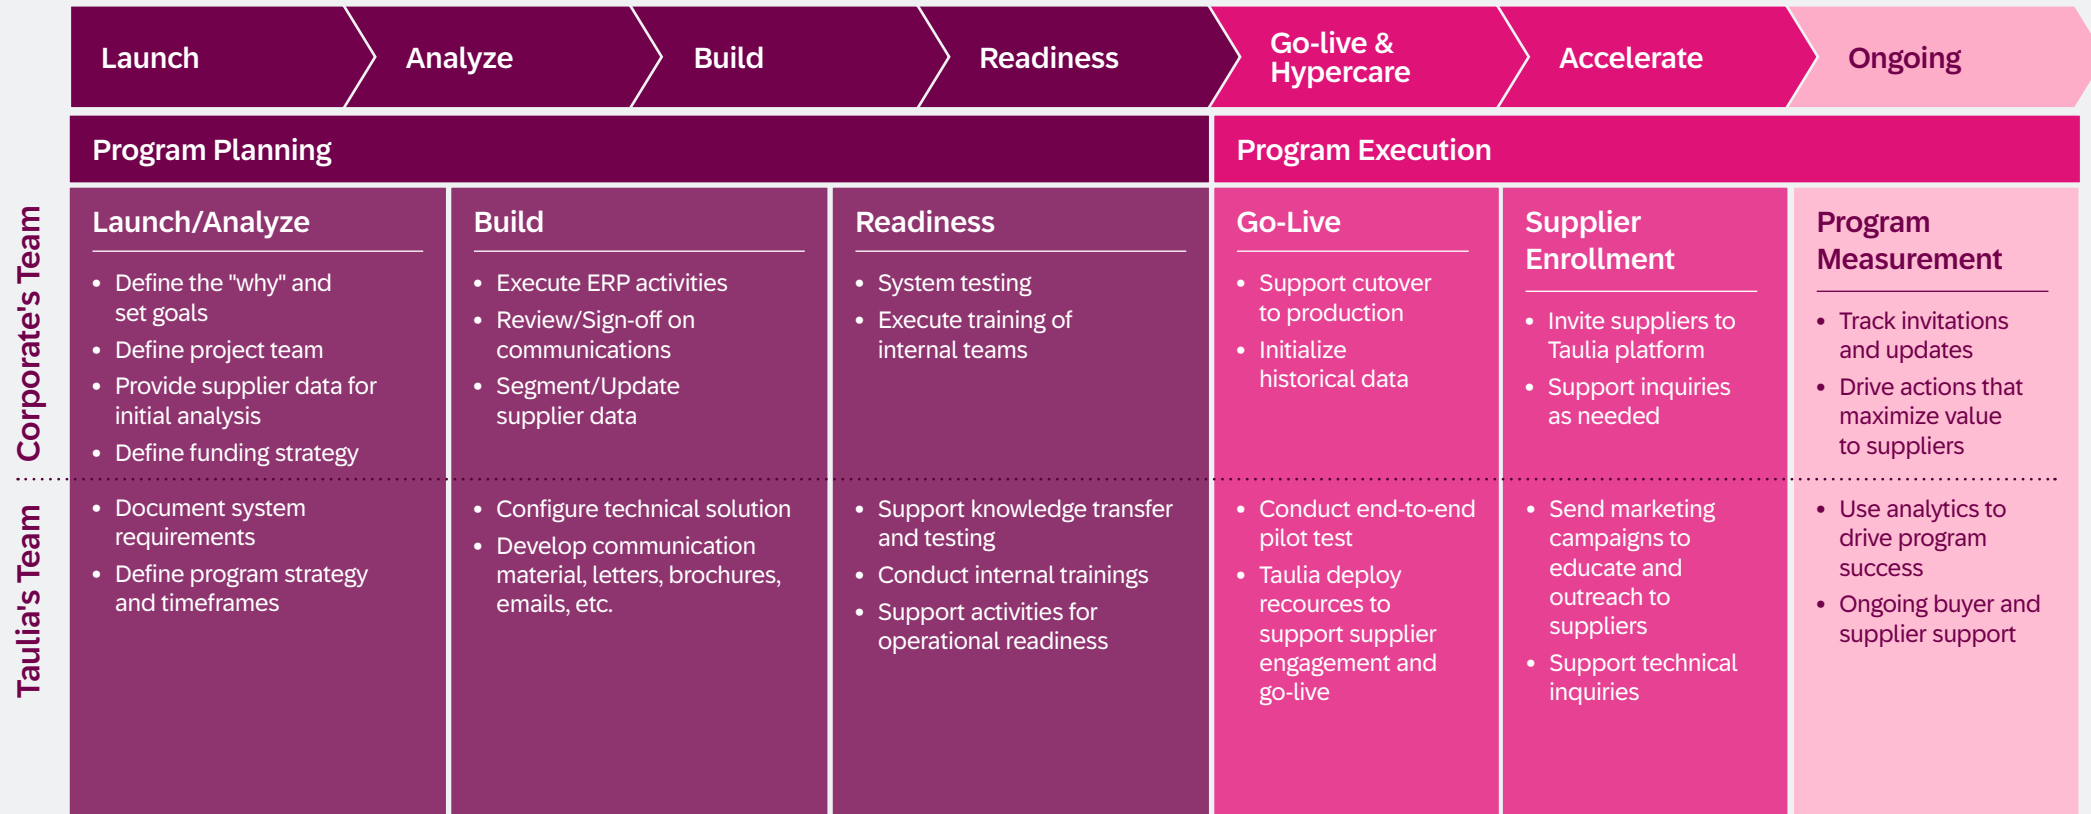 Launch
Analyze
Build
Readiness
Go-live &
Hypercare
Accelerate
Ongoing
Program Planning
Program Execution
Corporate's Team
Launch/Analyze
• Define the "why" and
set goals
• Define project team
• Provide supplier data for
initial analysis
• Define funding strategy
Build
• Execute ERP activities
• Review/Sign-off on
communications
• Segment/Update
supplier data
Readiness
• System testing
• Execute training of
internal teams
Go-Live
• Support cutover
to production
• Initialize
historical data
Supplier
Enrollment
• Invite suppliers to
Taulia platform
• Support inquiries
as needed
Program
Measurement
• Track invitations
and updates
• Drive actions that
maximize value
to suppliers
Taulia's Team
• Document system
requirements
• Define program strategy
and timeframes
• Configure technical solution
• Develop communication
material, letters, brochures,
emails, etc.
• Support knowledge transfer
and testing
• Conduct internal trainings
• Support activities for
operational readiness
• Conduct end-to-end
pilot test
• Taulia deploy
recources to
support supplier
engagement and
go-live
• Send marketing
campaigns to
educate and
outreach to
suppliers
• Support technical
inquiries
• Use analytics to
drive program
success
• Ongoing buyer and
supplier support